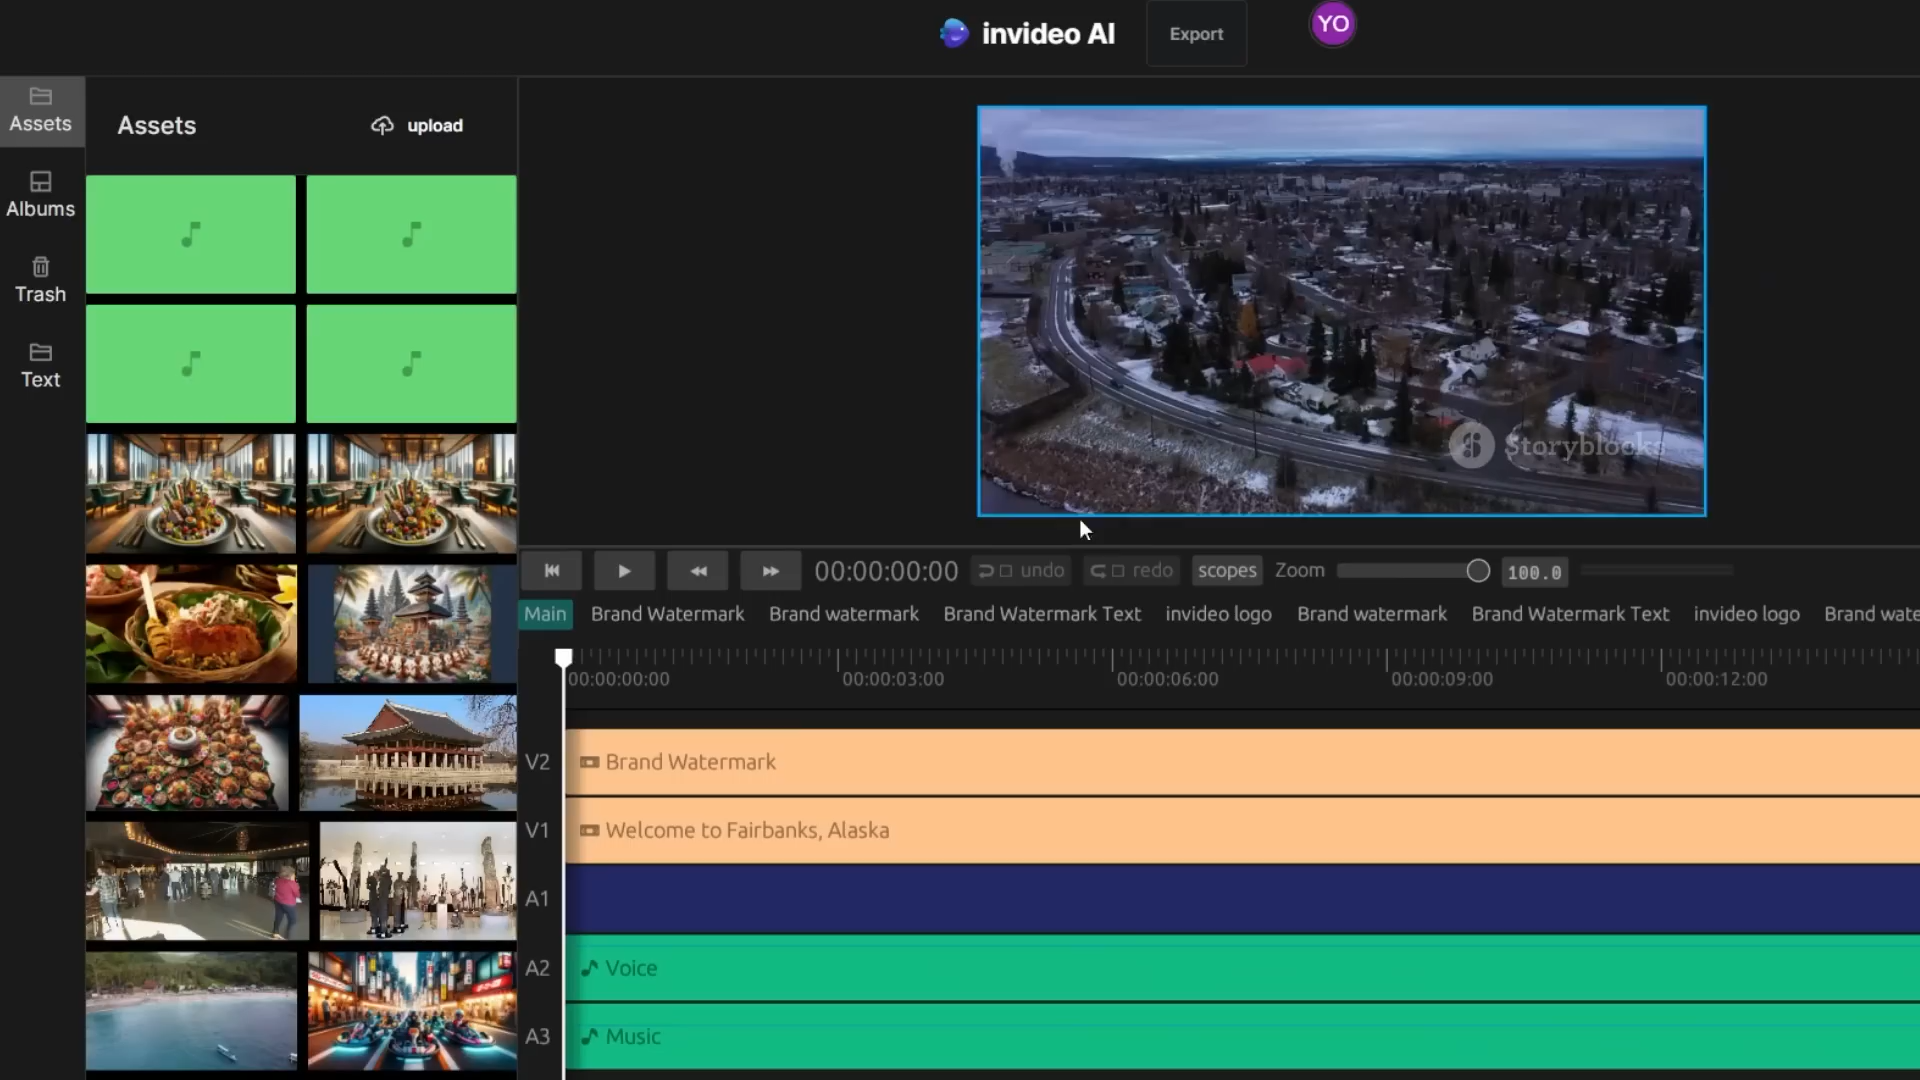 invideo AI
Export
YO
Assets
Albums
Trash
Text
Assets
upload
Storyblocks
00:00:00:00
undo
redo
scopes
Zoom
100.0
Main
Brand Watermark
Brand watermark
Brand Watermark Text
invideo logo
Brand watermark
Brand Watermark Text
invideo logo
Brand wate
00:00:00:00
00:00:03:00
00:00:06:00
00:00:09:00
00:00:12:00
V2
Brand Watermark
V1
Welcome to Fairbanks, Alaska
A1
A2
Voice
A3
Music